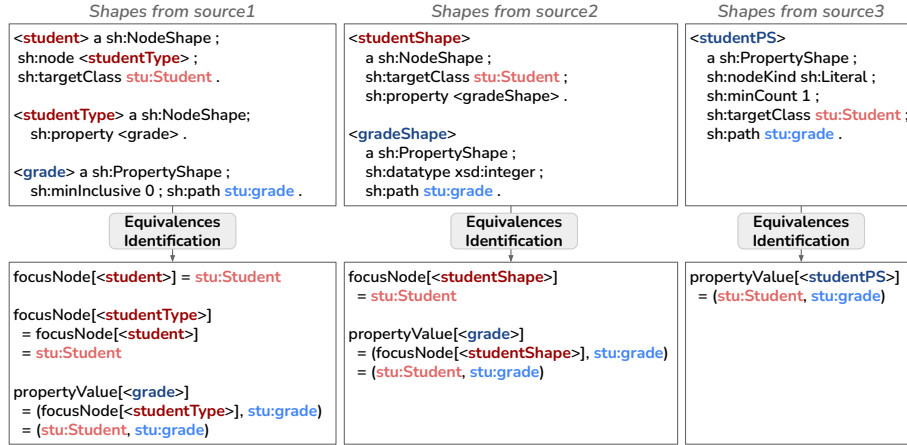 Shapes from source1
<student> a sh:NodeShape ;
sh:node <studentType> ;
sh:targetClass stu:Student .
<studentType> a sh:NodeShape;
sh:property <grade> .
<grade> a sh:PropertyShape ;
sh:minInclusive 0 ; sh:path stu:grade .
Equivalences
Identification
focusNode[<student>] = stu:Student
focusNode[<studentType>]
= focusNode[<student>]
= stu:Student
propertyValue[<grade>]
= (focusNode[<studentType>], stu:grade)
= (stu:Student, stu:grade)
Shapes from source2
<studentShape>
a sh:NodeShape ;
sh:targetClass stu:Student ;
sh:property <gradeShape> .
<gradeShape>
a sh:PropertyShape ;
sh:datatype xsd:integer ;
sh:path stu:grade .
Equivalences
Identification
focusNode[<studentShape>]
= stu:Student
propertyValue[<grade>]
= (focusNode[<studentShape>], stu:grade)
= (stu:Student, stu:grade)
Shapes from source3
<studentPS>
a sh:PropertyShape ;
sh:nodeKind sh:Literal ;
sh:minCount 1 ;
sh:targetClass stu:Student ;
sh:path stu:grade .
Equivalences
Identification
propertyValue[<studentPS>]
= (stu:Student, stu:grade)